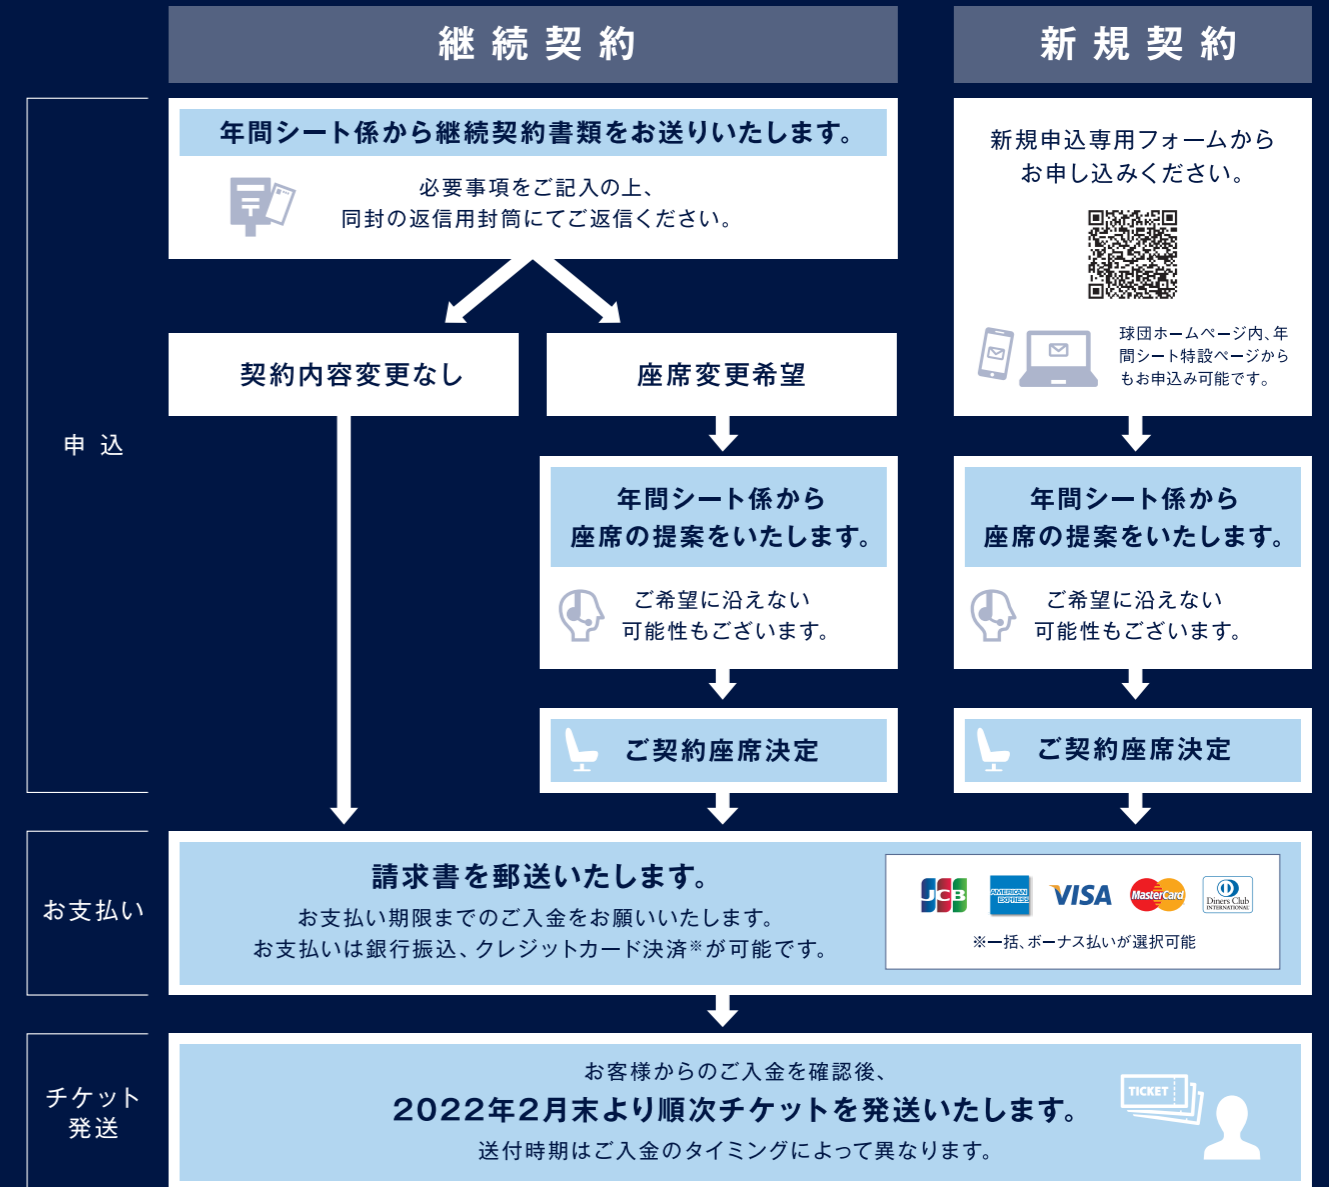 継続契約
新規契約
申込
年間シート係から継続契約書類をお送りいたします。
必要事項をご記入の上、
同封の返信用封筒にてご返信ください。
新規申込専用フォームから
お申し込みください。
球団ホームページ内、年
間シート特設ページから
もお申込み可能です。
契約内容変更なし
座席変更希望
年間シート係から
座席の提案をいたします。
ご希望に沿えない
可能性もございます。
年間シート係から
座席の提案をいたします。
ご希望に沿えない
可能性もございます。
ご契約座席決定
ご契約座席決定
お支払い
請求書を郵送いたします。
お支払い期限までのご入金をお願いいたします。
お支払いは銀行振込、クレジットカード決済※が可能です。
JCB
AMERICAN
EXPRESS
VISA
MasterCard
Diners Club
INTERNATIONAL
※一括、ボーナス払いが選択可能
チケット
発送
お客様からのご入金を確認後、
2022年2月末より順次チケットを発送いたします。
送付時期はご入金のタイミングによって異なります。
TICKET